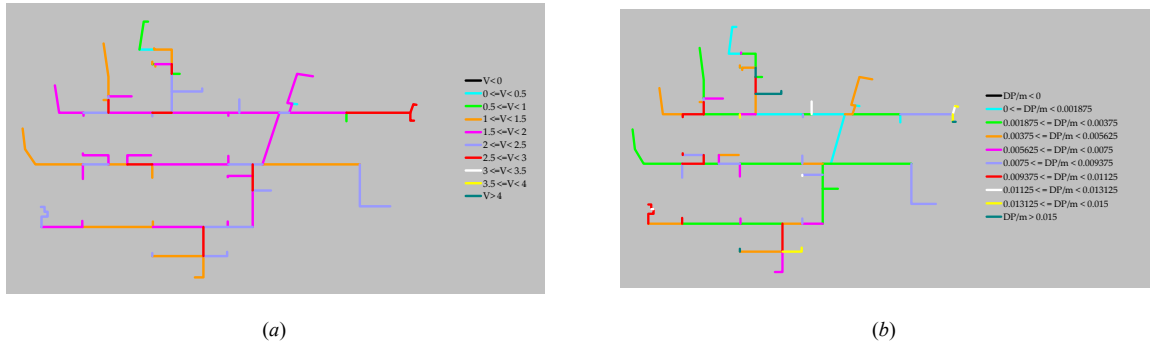 V< 0
0 <=V< 0.5
0.5 <=V< 1
1 <=V< 1.5
1.5 <=V< 2
2 <=V< 2.5
2.5 <=V< 3
3 <=V< 3.5
3.5 <=V< 4
V> 4
DP/m < 0
0 < = DP/m < 0.001875
0.001875 <= DP/m < 0.00375
0.00375 <= DP/m < 0.005625
0.005625 <= DP/m < 0.0075
0.0075 <= DP/m < 0.009375
0.009375 <= DP/m < 0.01125
0.01125 <= DP/m < 0.013125
0.013125 <= DP/m < 0.015
DP/m > 0.015
(a)
(b)